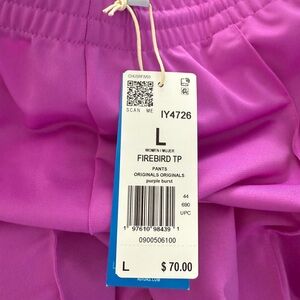 SCAN ME
IY4726
L
WOMEN / MUJER
FIREBIRD TP
PANTS
ORIGINALS ORIGINALS
purple burst
44
690
UPC
1 97610 98439 1
0900506100
L $ 70.00